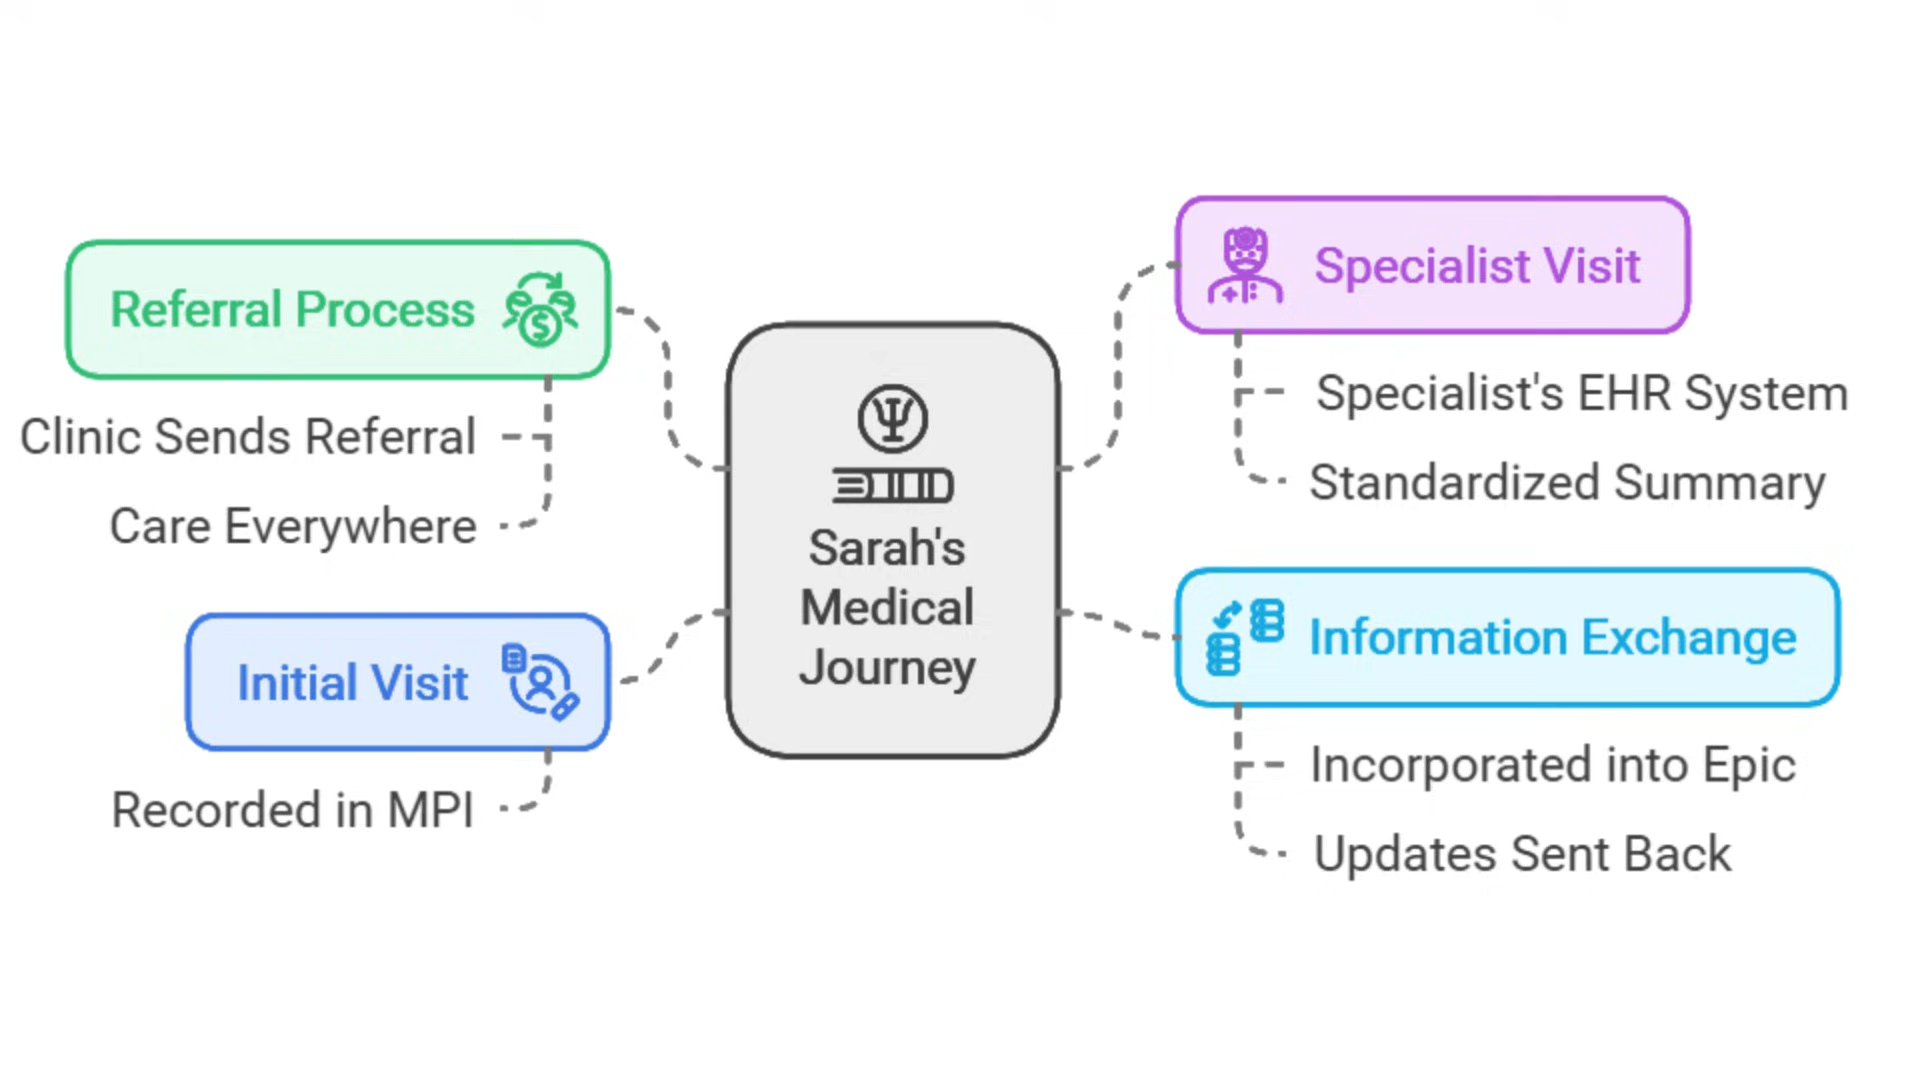 Referral Process
Clinic Sends Referral
Care Everywhere
Initial Visit
Recorded in MPI
Sarah's
Medical
Journey
Specialist Visit
Specialist's EHR System
Standardized Summary
Information Exchange
Incorporated into Epic
Updates Sent Back